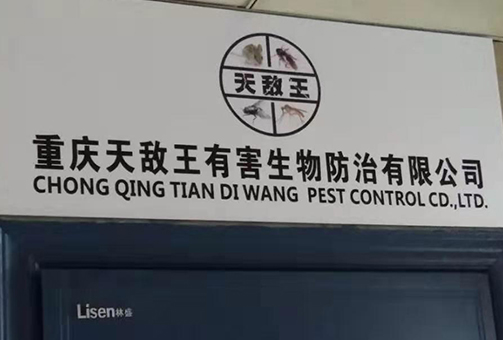 天敌王
重庆天敌王有害生物防治有限公司
CHONG QING TIAN DI WANG PEST CONTROL CD.,LTD.
Lisen林盛